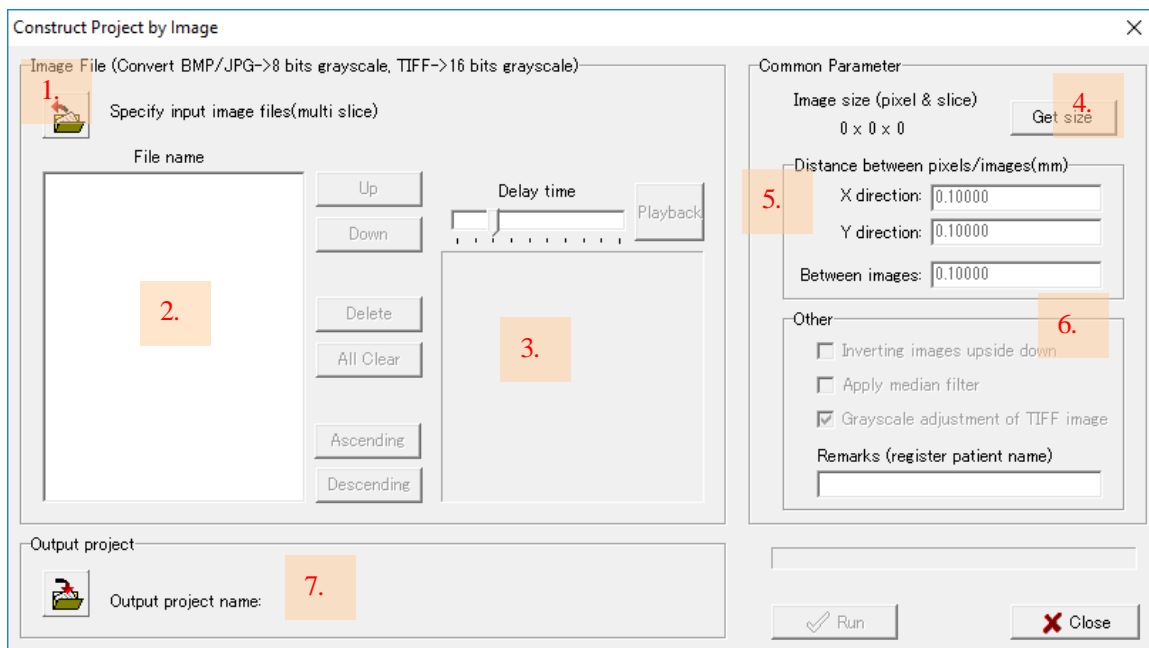 Construct Project by Image
Image File (Convert BMP/JPG->8 bits grayscale, TIFF->16 bits grayscale)
1.
Specify input image files(multi slice)
File name
Up
Down
Delete
All Clear
Ascending
Descending
2.
Delay time
Playback
3.
Common Parameter
Image size (pixel & slice)
0 x 0 x 0
4.
Get size
5.
Distance between pixels/images(mm)
X direction: 0.10000
Y direction: 0.10000
Between images: 0.10000
Other
6.
Inverting images upside down
Apply median filter
Grayscale adjustment of TIFF image
Remarks (register patient name)
Output project
Output project name:
7.
Run
Close